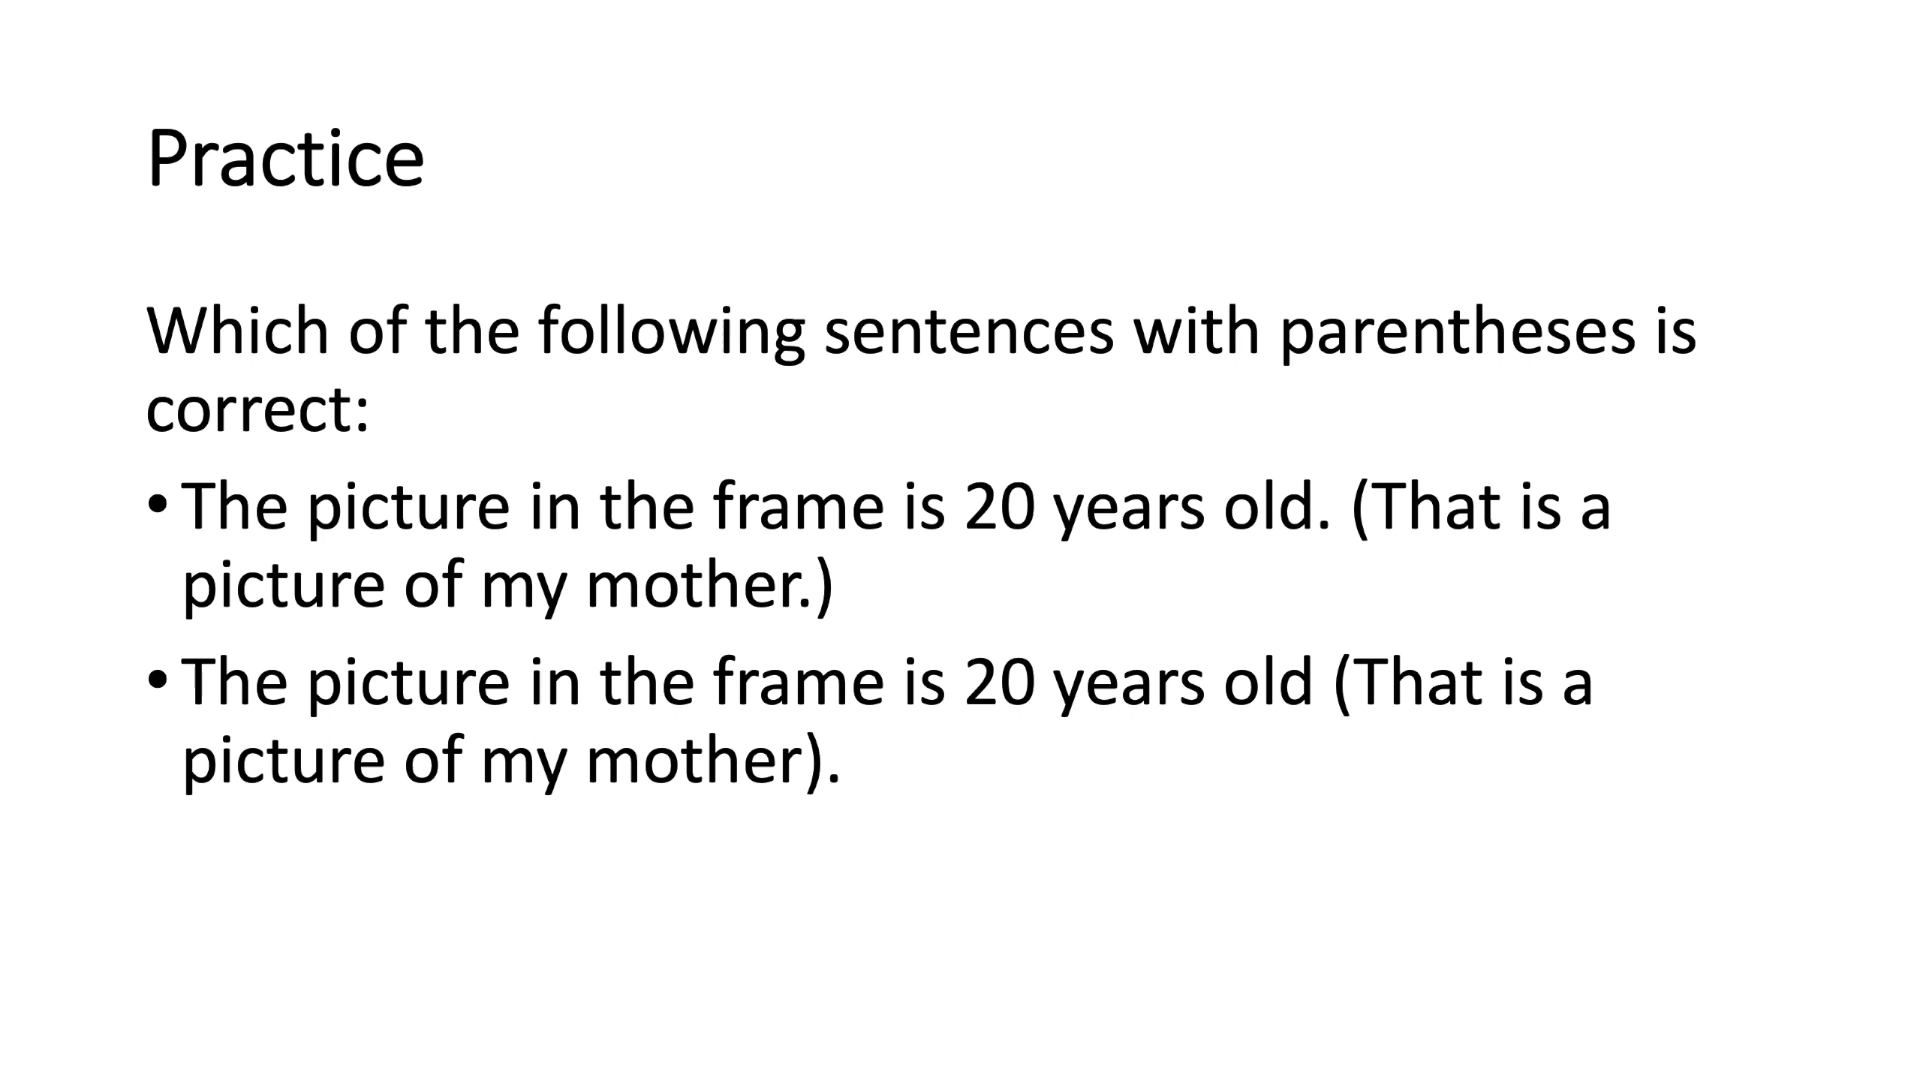 Practice
Which of the following sentences with parentheses is
correct:
• The picture in the frame is 20 years old. (That is a
picture of my mother.)
• The picture in the frame is 20 years old (That is a
picture of my mother).